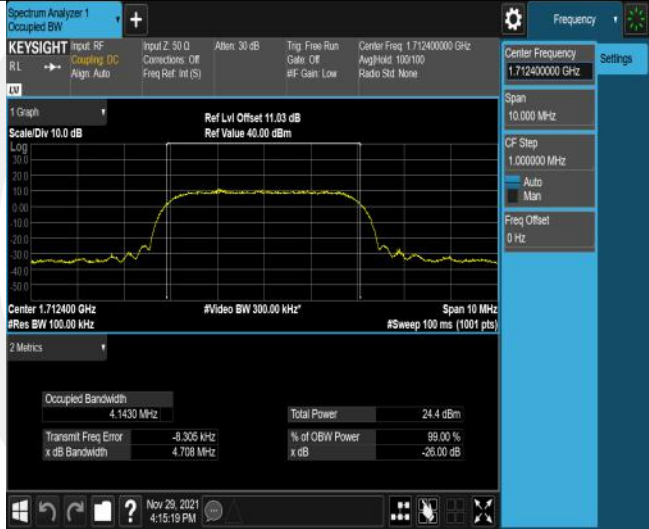 Spectrum Analyzer 1
Occupied BW
Frequency
KEYSIGHT
Input: RF
Input Z: 50 Ω
Atten: 30 dB
Trig: Free Run
Center Freq: 1.712400000 GHz
RL
Coupling: DC
Corrections: Off
Gate: Off
Avg|Hold: 100/100
Align: Auto
Freq Ref: Int (S)
#IF Gain: Low
Radio Std: None
LV
Center Frequency
1.712400000 GHz
Settings
Span
10.000 MHz
CF Step
1.000000 MHz
Auto
Man
Freq Offset
0 Hz
1 Graph
Ref Lvl Offset 11.03 dB
Scale/Div 10.0 dB
Ref Value 40.00 dBm
Log
30.0
20.0
10.0
0.00
-10.0
-20.0
-30.0
-40.0
-50.0
Center 1.712400 GHz
#Video BW 300.00 kHz*
Span 10 MHz
#Res BW 100.00 kHz
#Sweep 100 ms (1001 pts)
2 Metrics
Occupied Bandwidth
4.1430 MHz
Total Power 24.4 dBm
Transmit Freq Error -8.305 kHz
% of OBW Power 99.00 %
x dB Bandwidth 4.708 MHz
x dB -26.00 dB
?
Nov 29, 2021
4:15:19 PM